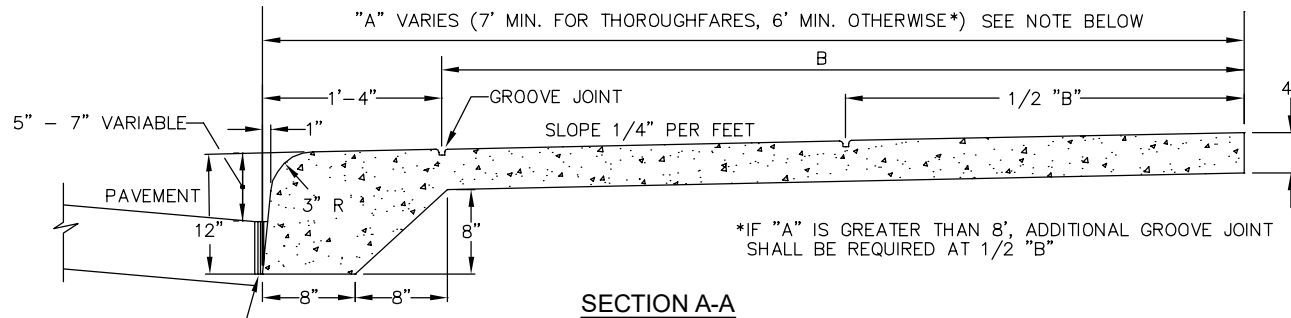 "A" VARIES (7' MIN. FOR THOROUGHFARES, 6' MIN. OTHERWISE*) SEE NOTE BELOW
B
1'-4"
GROOVE JOINT
1/2 "B"
4
5" - 7" VARIABLE
1"
SLOPE 1/4" PER FEET
PAVEMENT
3" R
12"
8"
*IF "A" IS GREATER THAN 8', ADDITIONAL GROOVE JOINT
SHALL BE REQUIRED AT 1/2 "B"
8"
8"
SECTION A-A